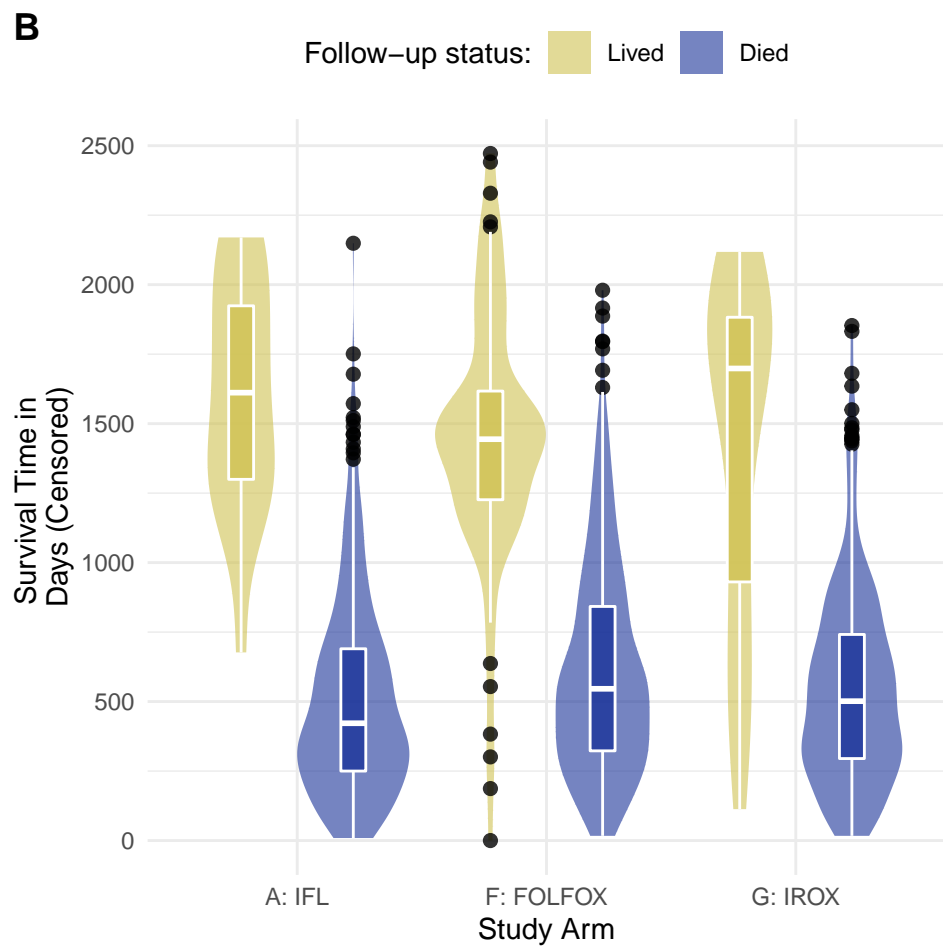 B
Follow−up status: Lived Died
Survival Time in
Days (Censored)
2500
2000
1500
1000
500
0
A: IFL F: FOLFOX G: IROX
Study Arm